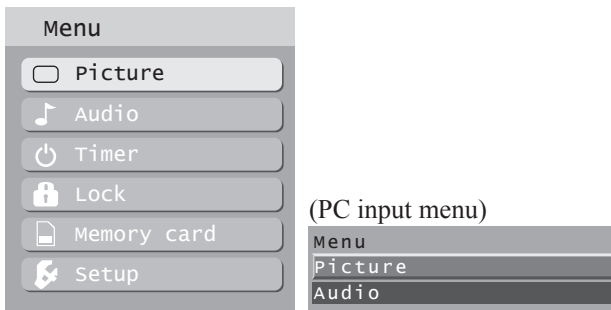 Menu
Picture
Audio
Timer
Lock
Memory card
Setup
(PC input menu)
Menu
Picture
Audio